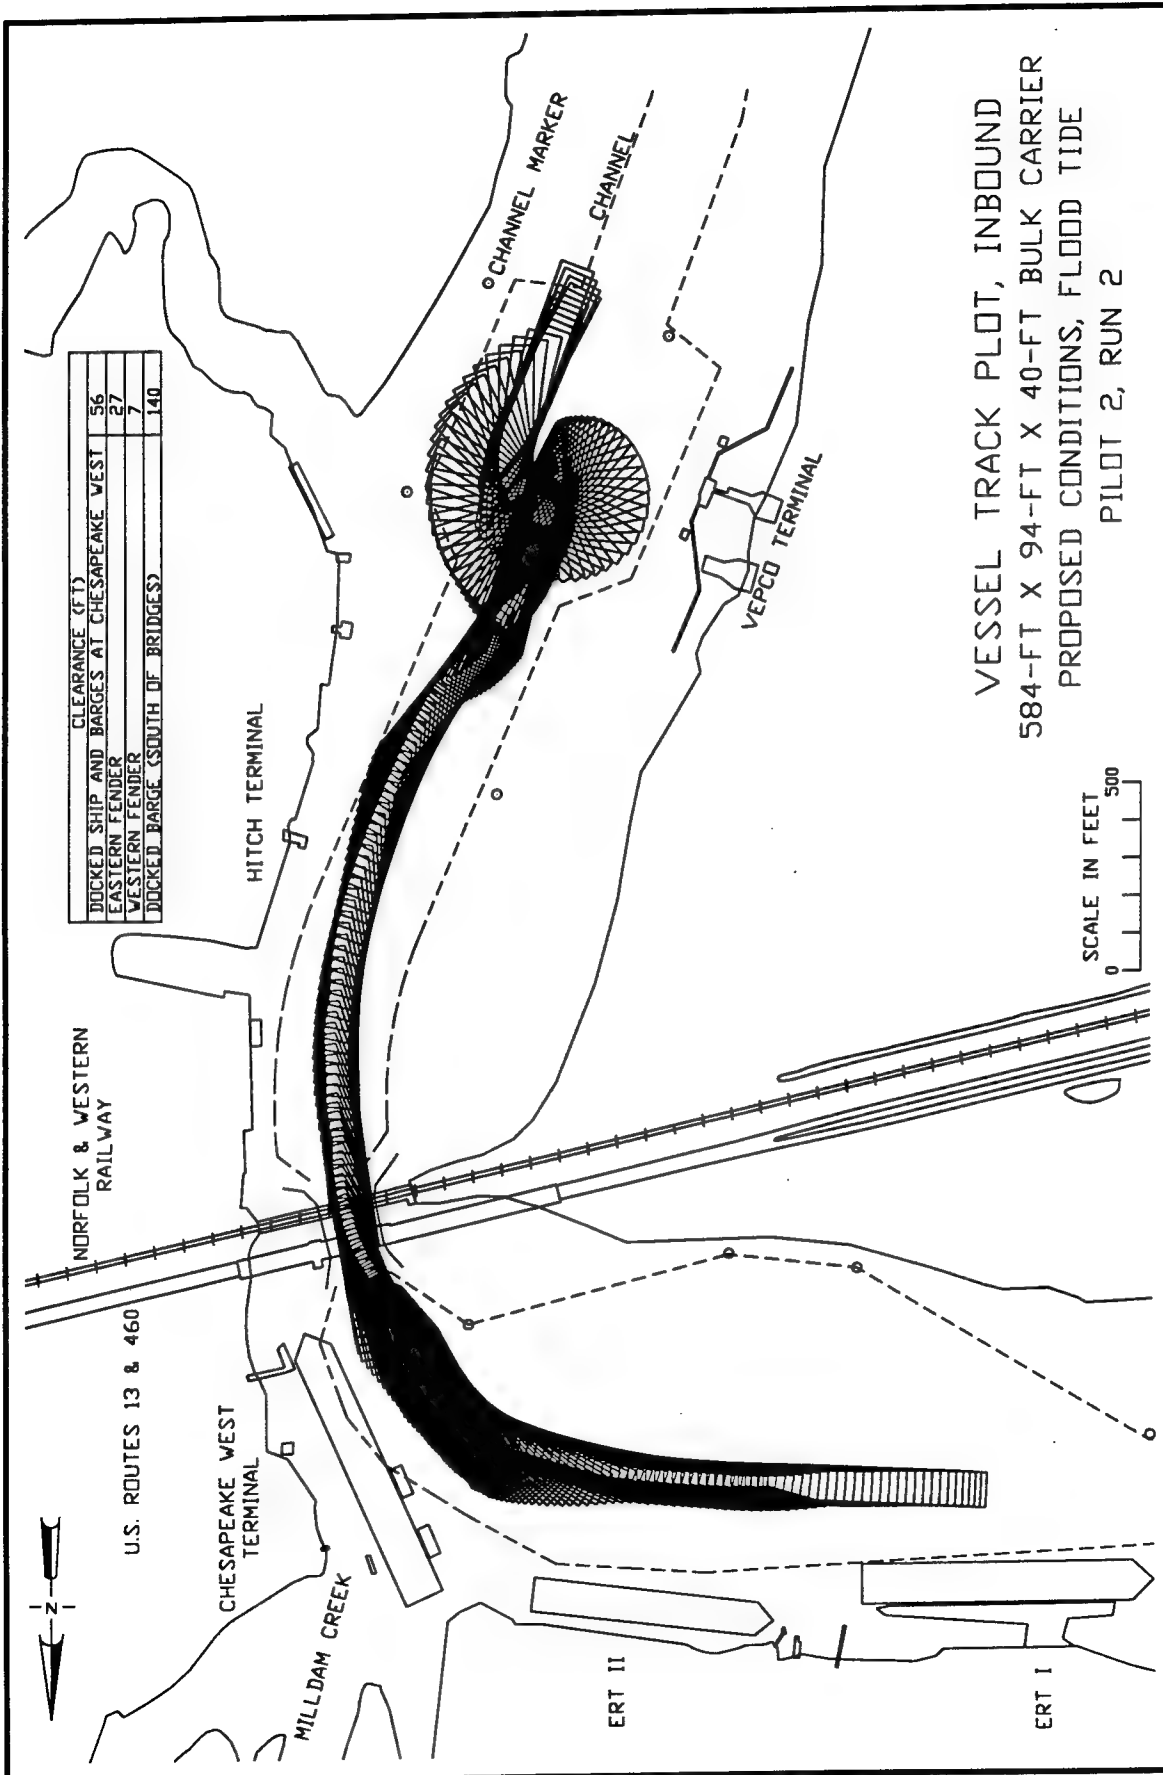 CLEARANCE (FT)
DOCKED SHIP AND BARGES AT CHESAPEAKE WEST 56
EASTERN FENDER 27
WESTERN FENDER 7
DOCKED BARGE (SOUTH OF BRIDGES) 140
NORFOLK & WESTERN
RAILWAY
HITCH TERMINAL
CHANNEL MARKER
CHANNEL
U.S. ROUTES 13 & 460
CHESAPEAKE WEST
TERMINAL
MILLDAM CREEK
N
VEPCO TERMINAL
ERT II
ERT I
SCALE IN FEET
0 500
VESSEL TRACK PLOT, INBOUND
584-FT X 94-FT X 40-FT BULK CARRIER
PROPOSED CONDITIONS, FLOOD TIDE
PILOT 2, RUN 2